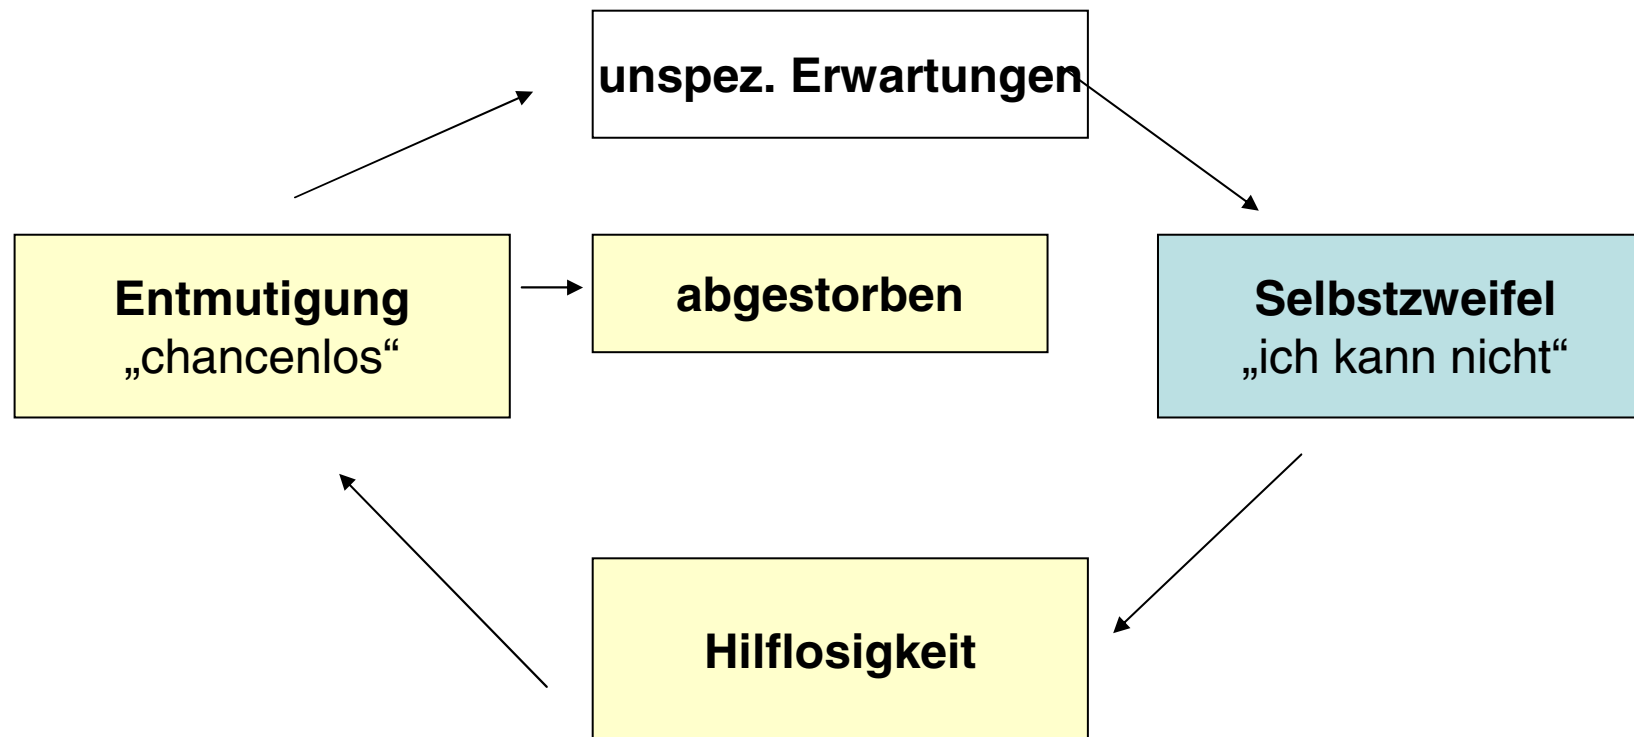 unspez. Erwartungen
Entmutigung
„chancenlos“
abgestorben
Selbstzweifel
„ich kann nicht“
Hilflosigkeit